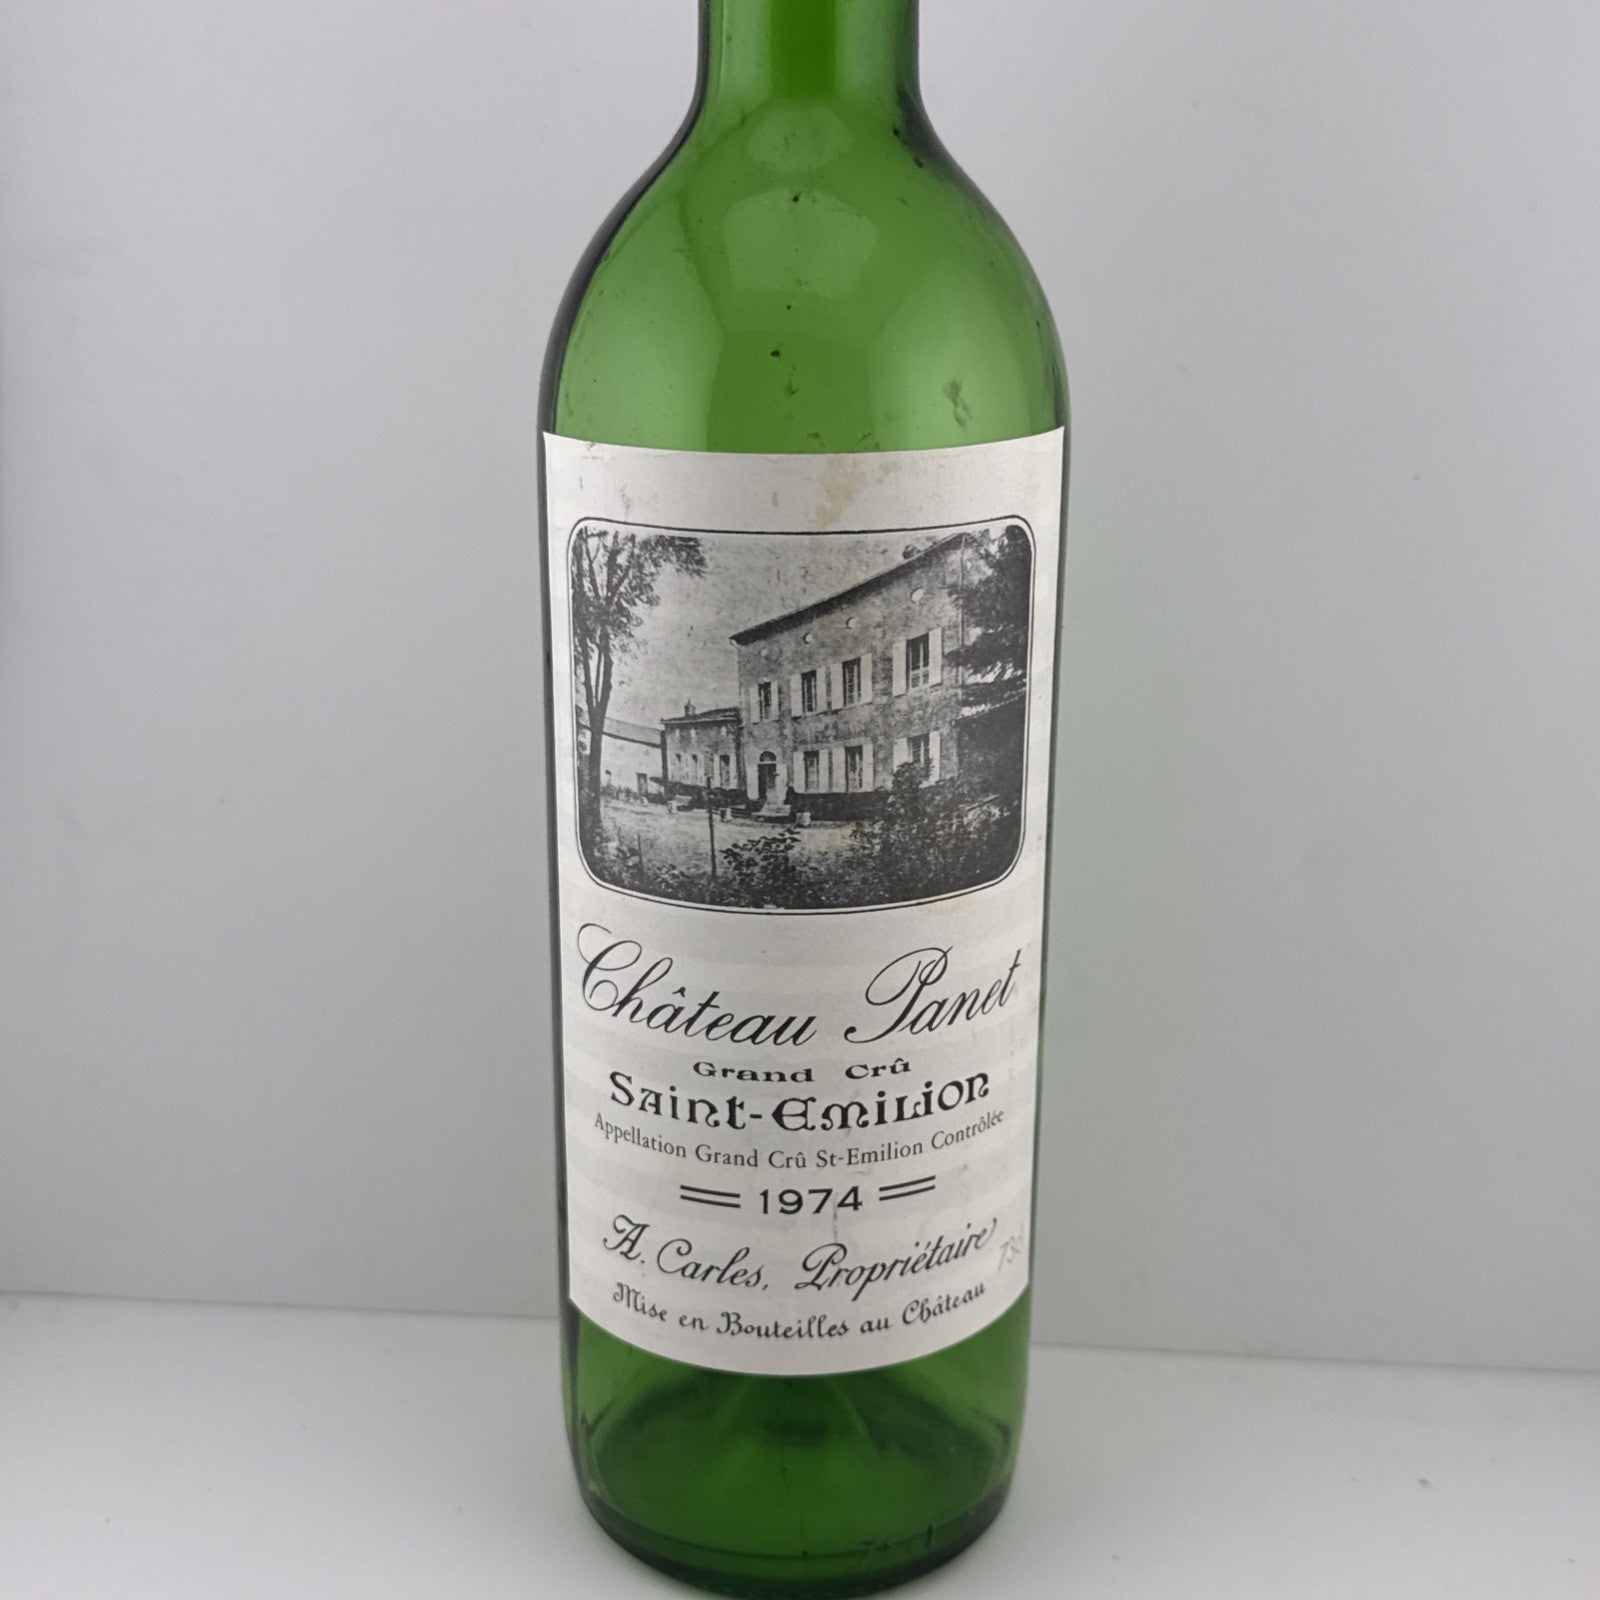 Château Panet
Grand Crû
Saint-Emilion
Appellation Grand Crû St-Emilion Contrôlée
1974
A. Carles, Propriétaire
Mise en Bouteilles au Château